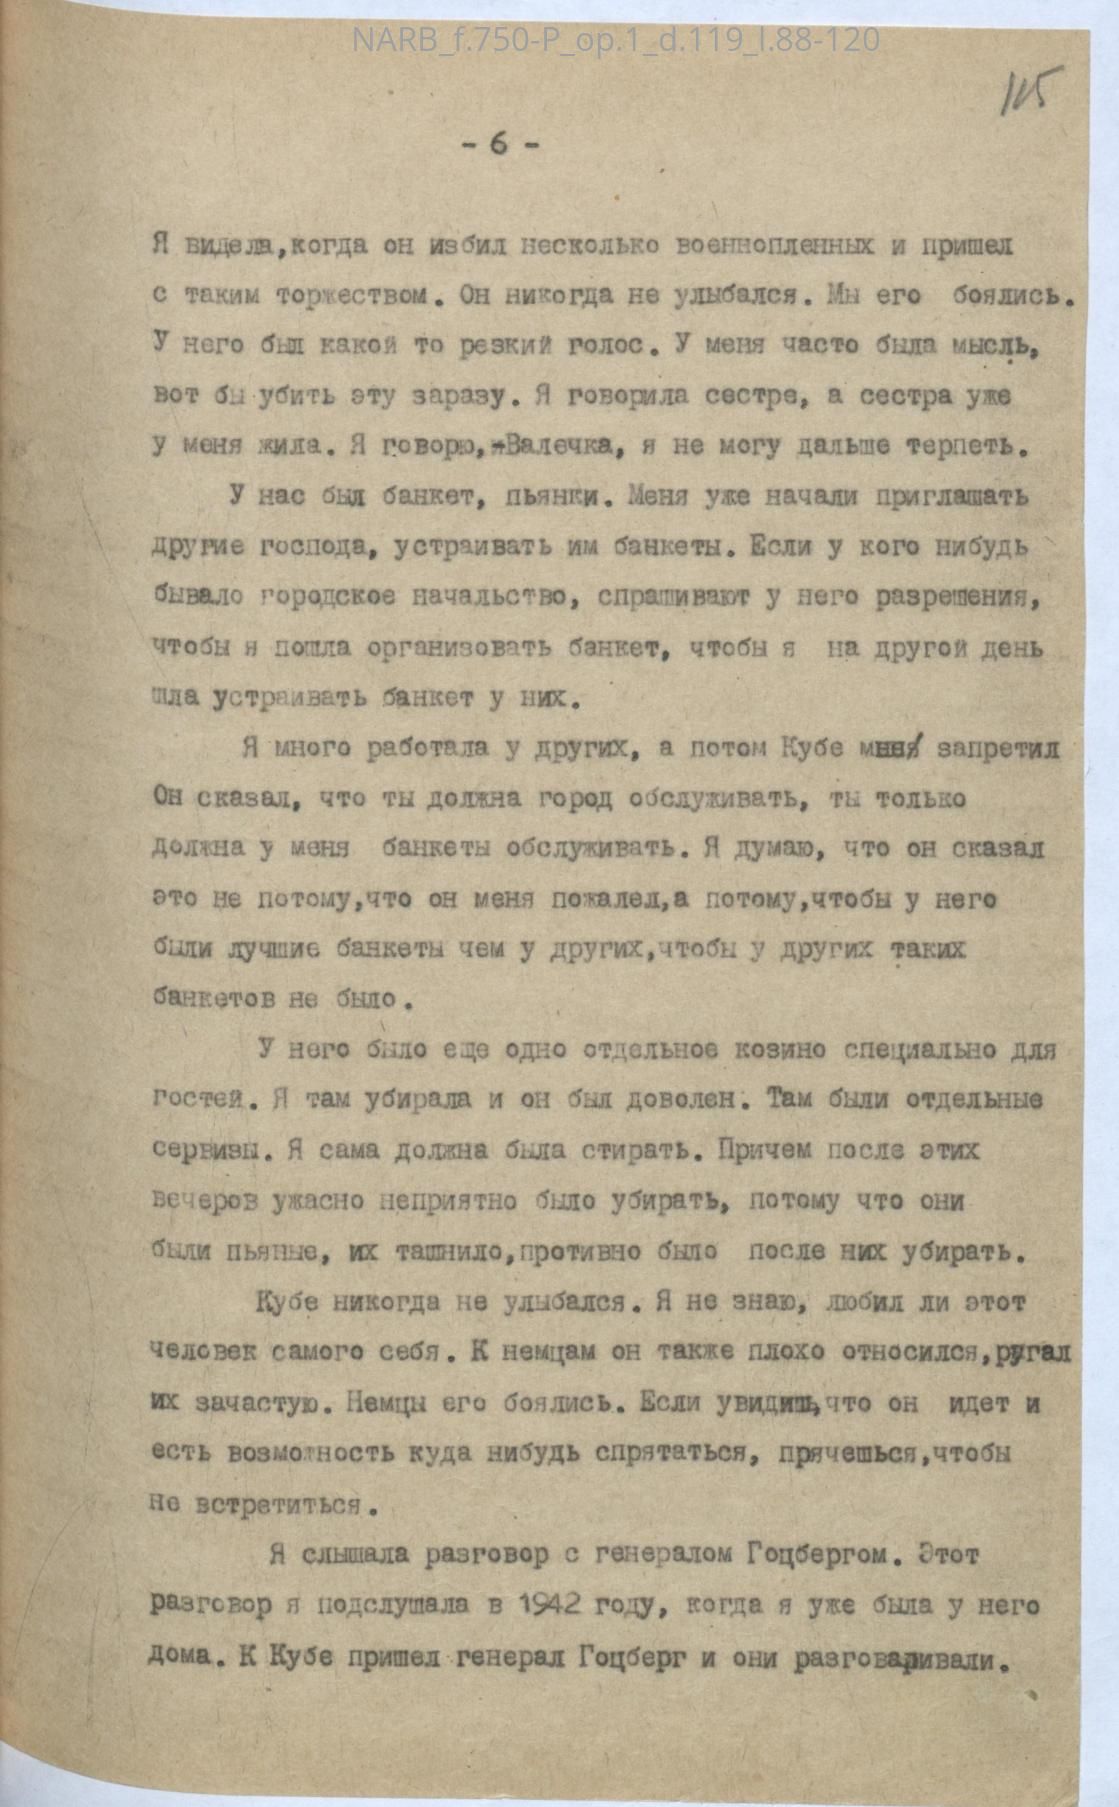 NARB_f.750-P_op.1_d.119_l.88-120
115
- 6 -
Я видела,когда он избил несколько военнопленных и пришел
с таким торжеством. Он никогда не улыбался. Мы его боялись.
У него был какой то резкий голос. У меня часто была мысль,
вот бы убить эту заразу. Я говорила сестре, а сестра уже
у меня жила. Я говорю,-Валечка, я не могу дальше терпеть.
У нас был банкет, пьянки. Меня уже начали приглашать
другие господа, устраивать им банкеты. Если у кого нибудь
бывало городское начальство, спрашивают у него разрешения,
чтобы я пошла организовать банкет, чтобы я на другой день
шла устраивать банкет у них.
Я много работала у других, а потом Кубе мне запретил
Он сказал, что ты должна город обслуживать, ты только
должна у меня банкеты обслуживать. Я думаю, что он сказал
это не потому,что он меня пожалел,а потому,чтобы у него
были лучшие банкеты чем у других,чтобы у других таких
банкетов не было.
У него было еще одно отдельное козино специально для
гостей. Я там убирала и он был доволен. Там были отдельные
сервизы. Я сама должна была стирать. Причем после этих
вечеров ужасно неприятно было убирать, потому что они
были пьяные, их ташнило,противно было после них убирать.
Кубе никогда не улыбался. Я не знаю, любил ли этот
человек самого себя. К немцам он также плохо относился,ругал
их зачастую. Немцы его боялись. Если увидишь,что он идет и
есть возможность куда нибудь спрятаться, прячешься,чтобы
не встретиться.
Я слышала разговор с генералом Гоцбергом. Этот
разговор я подслушала в 1942 году, когда я уже была у него
дома. К Кубе пришел генерал Гоцберг и они разговаривали.